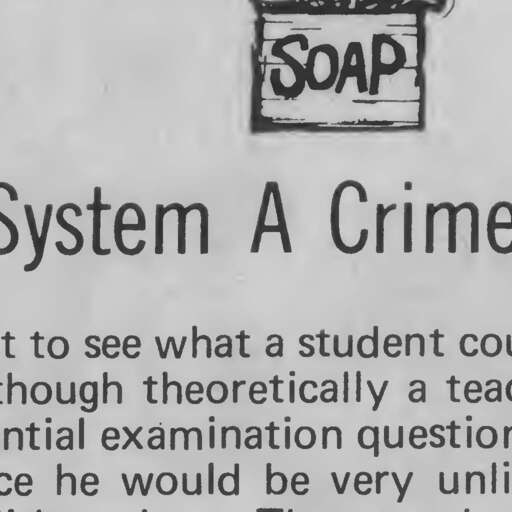 SOAP
System A Crime
t to see what a student cou
though theoretically a teac
ntial examination question
ce he would be very unli